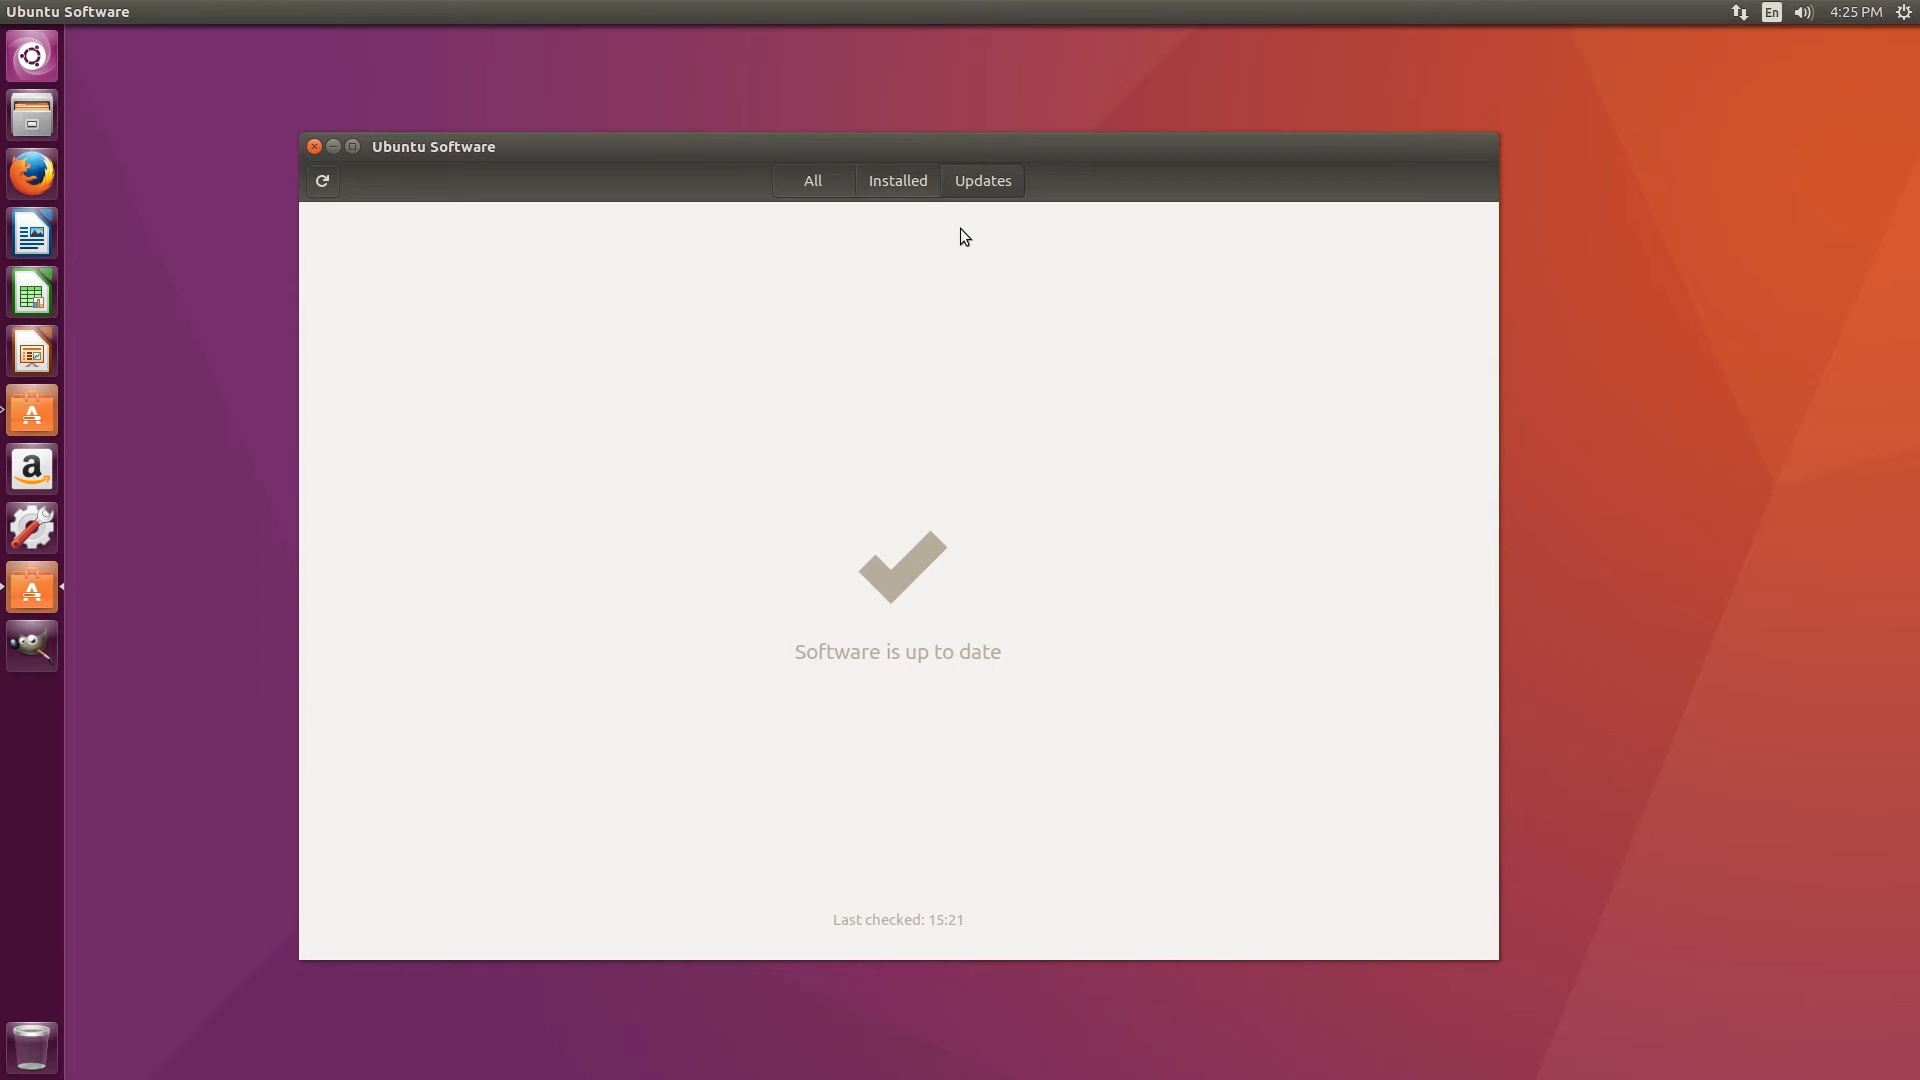 Ubuntu Software
En
4:25 PM
Ubuntu Software
All
Installed
Updates
Software is up to date
Last checked: 15:21